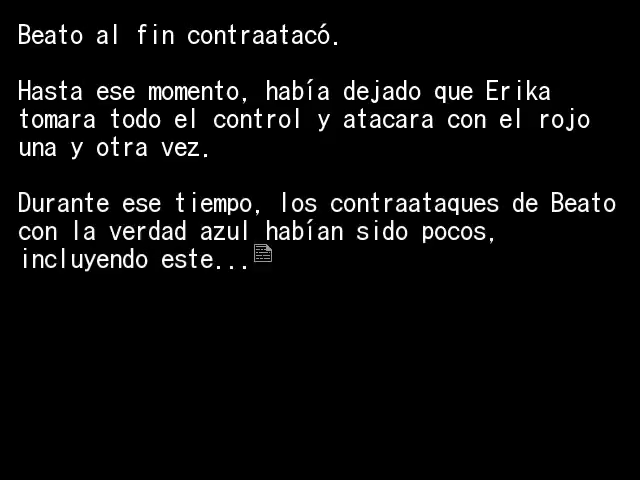 Beato al fin contraatacó.
Hasta ese momento, había dejado que Erika
tomara todo el control y atacara con el rojo
una y otra vez.
Durante ese tiempo, los contraataques de Beato
con la verdad azul habían sido pocos,
incluyendo este...